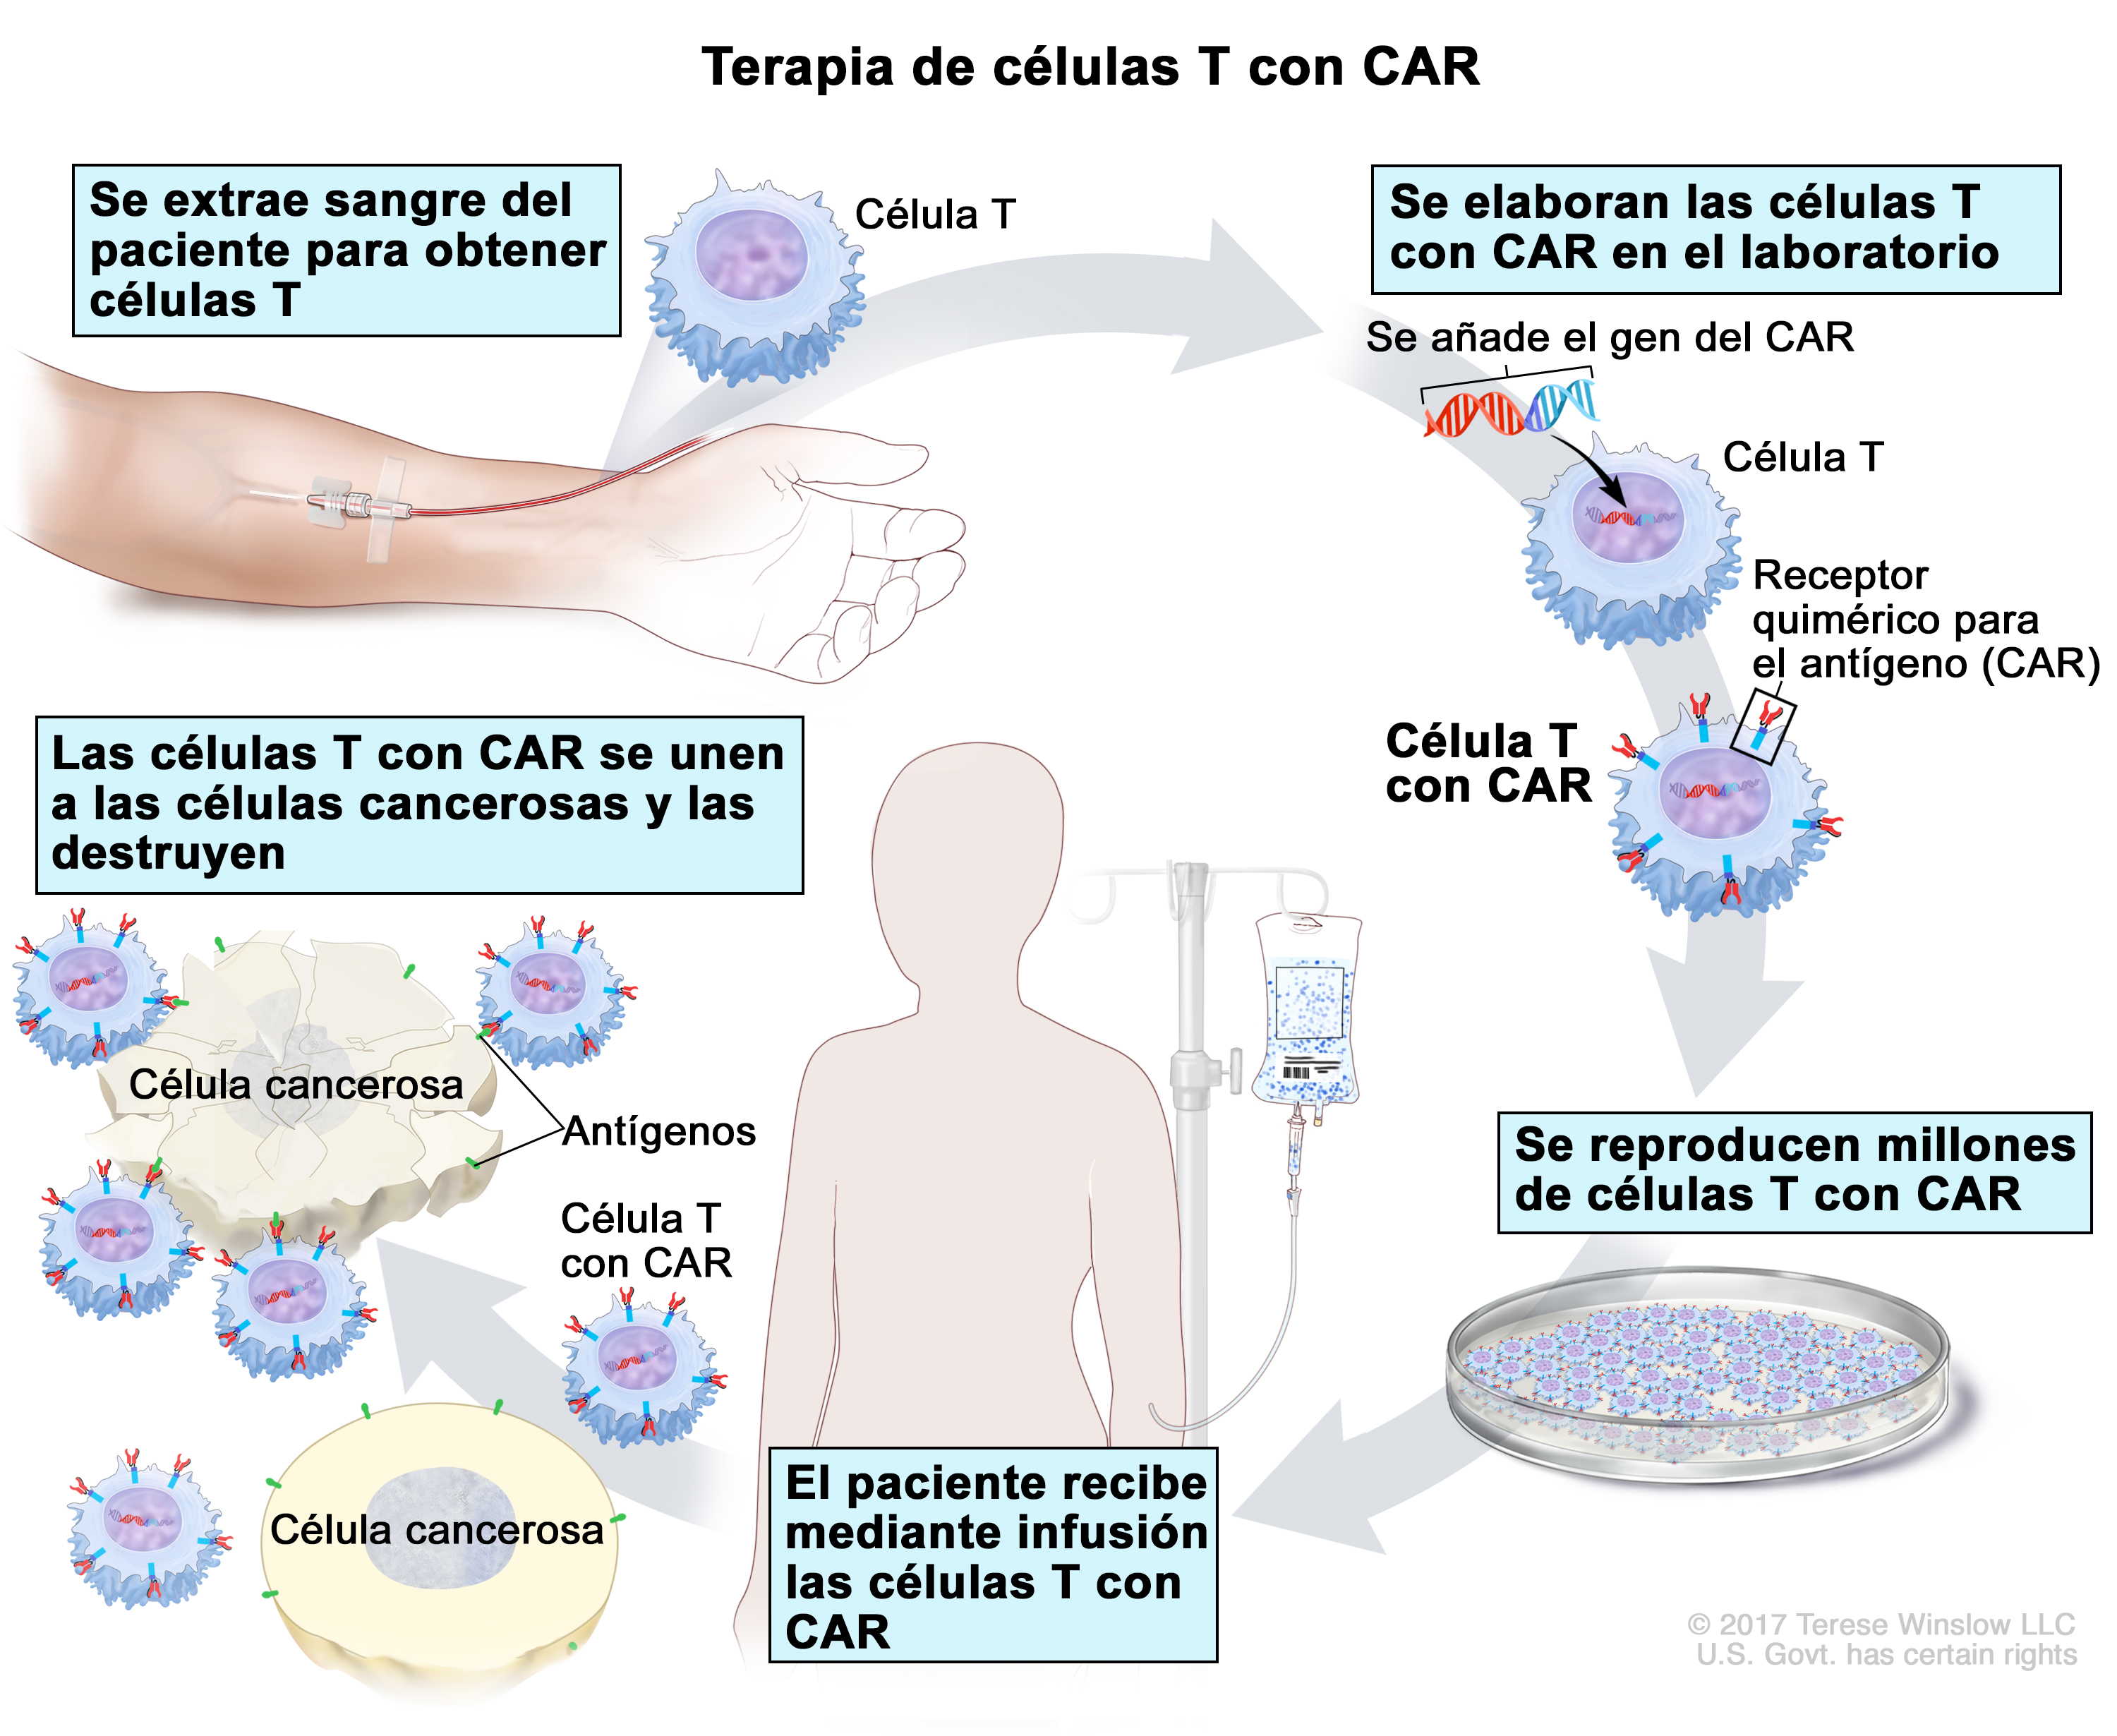 Terapia de células T con CAR
Se extrae sangre del
paciente para obtener
células T
Célula T
Se elaboran las células T
con CAR en el laboratorio
Se añade el gen del CAR
Célula T
Receptor
quimérico para
el antígeno (CAR)
Célula T
con CAR
Se reproducen millones
de células T con CAR
El paciente recibe
mediante infusión
las células T con
CAR
Las células T con CAR se unen
a las células cancerosas y las
destruyen
Célula cancerosa
Antígenos
Célula T
con CAR
Célula cancerosa
© 2017 Terese Winslow LLC
U.S. Govt. has certain rights